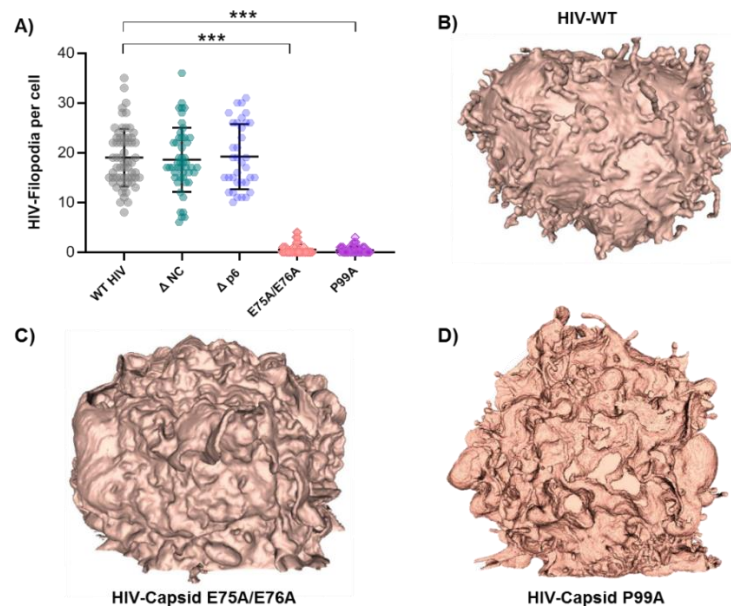 A)
***
***
HIV-Filopodia per cell
40
30
20
10
0
WT HIV
Δ NC
Δ p6
E75A/E76A
P99A
B)
HIV-WT
C)
HIV-Capsid E75A/E76A
D)
HIV-Capsid P99A